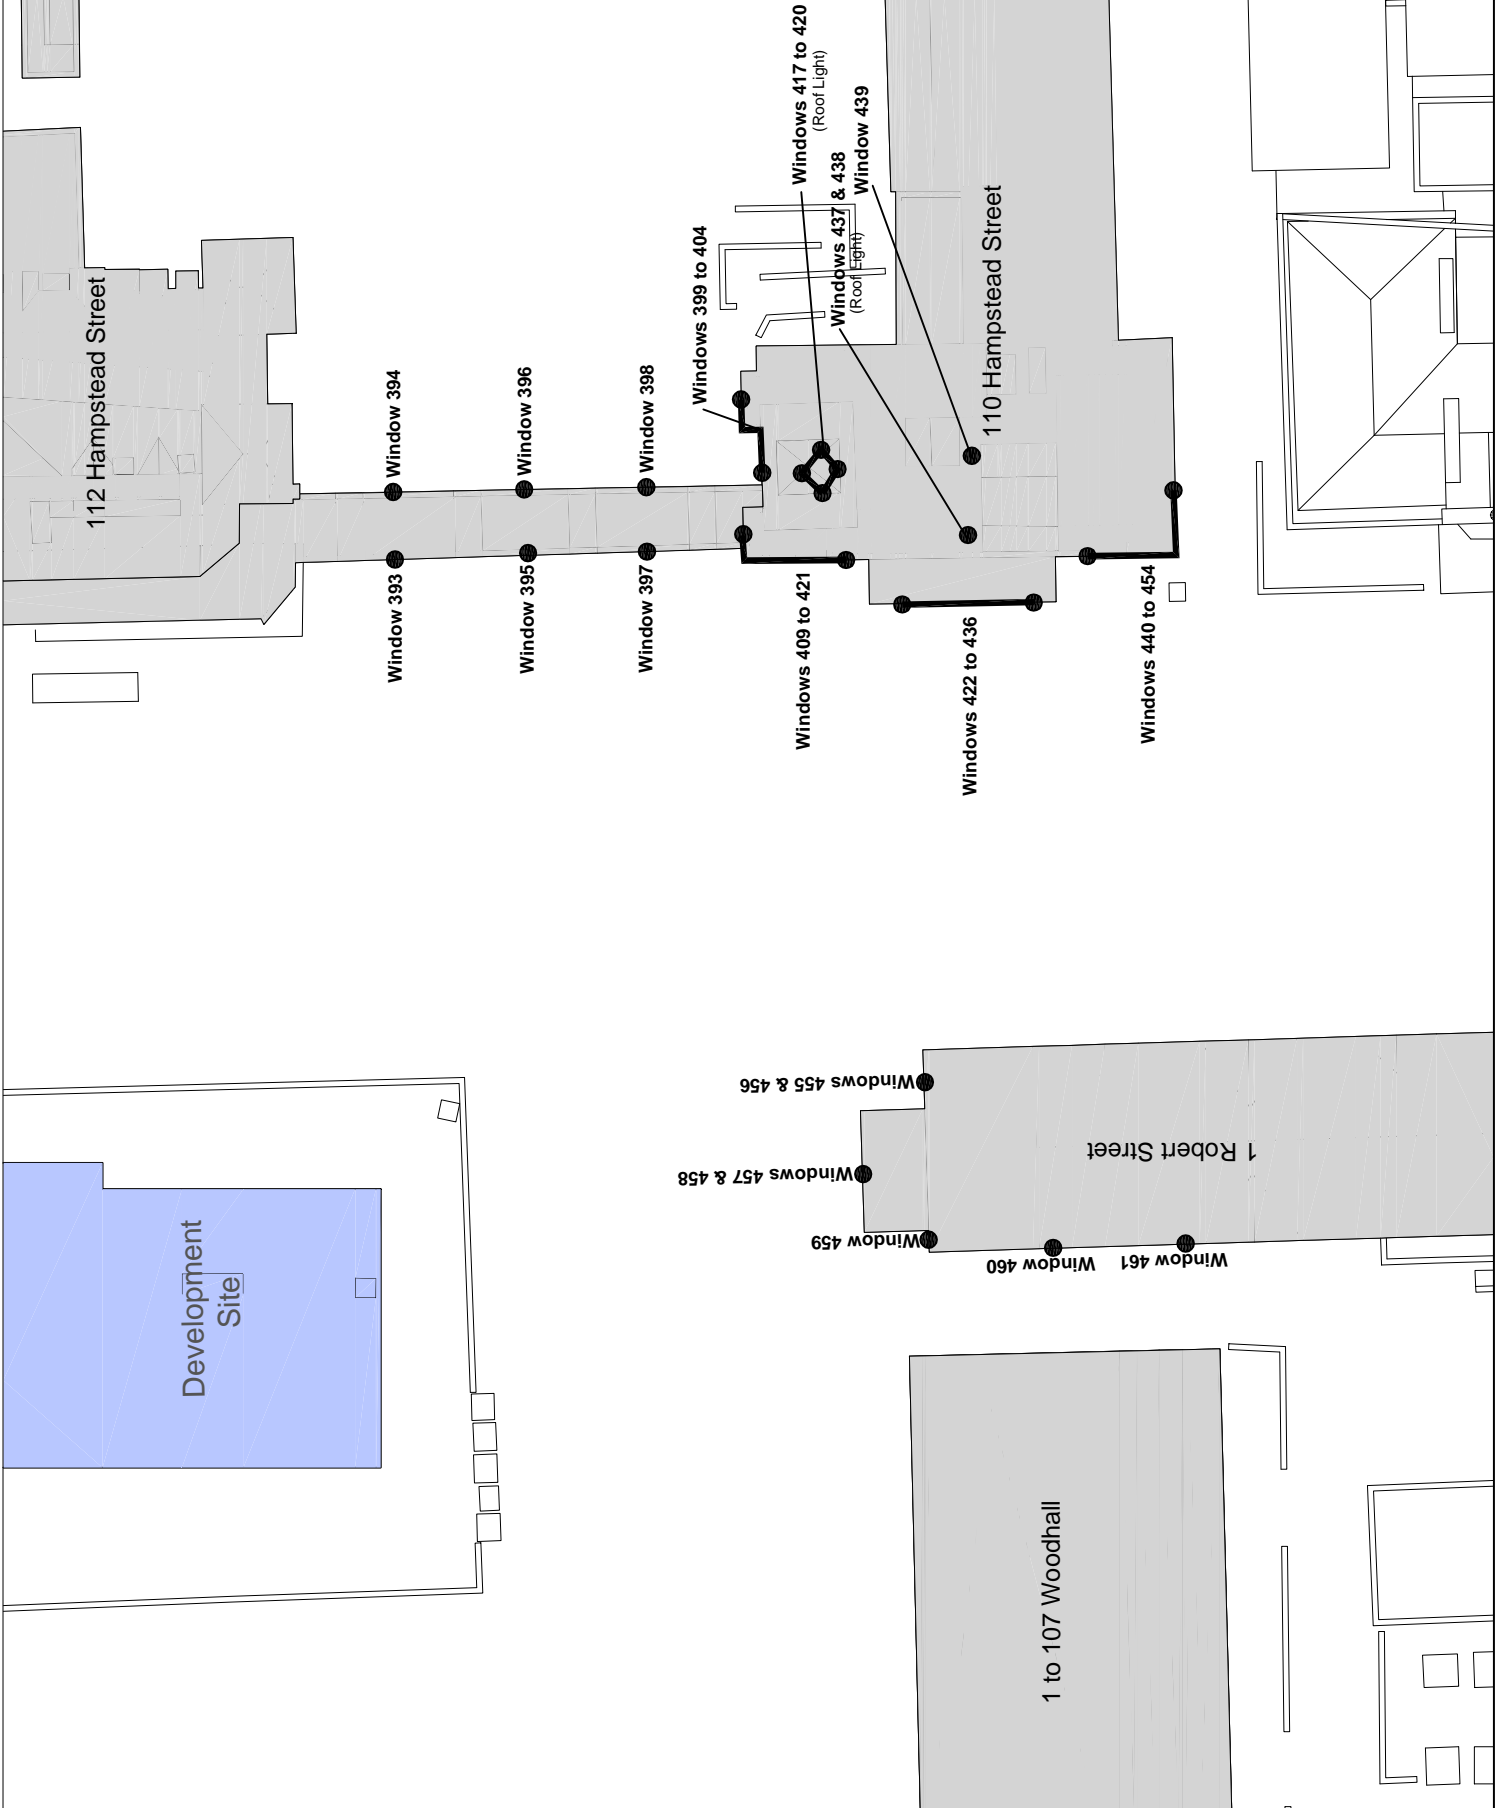 112 Hampstead Street
Window 394
Window 396
Window 398
Windows 399 to 404
Windows 417 to 420
(Roof Light)
Windows 437 & 438
(Roof Light)
Window 439
110 Hampstead Street
Window 393
Window 395
Window 397
Windows 409 to 421
Windows 422 to 436
Windows 440 to 454
Windows 455 & 456
Windows 457 & 458
Window 459
Window 460
Window 461
1 Robert Street
Development
Site
1 to 107 Woodhall